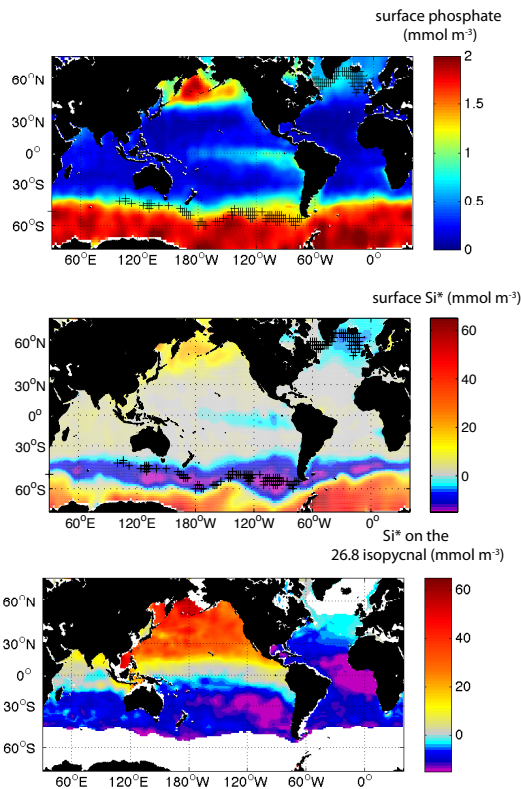 surface phosphate
(mmol m-3)
2
60°N
1.5
30°N
0°
1
30°S
0.5
60°S
0
60°E 120°E 180°W 120°W 60°W 0°
surface Si* (mmol m-3)
60
60°N
30°N
40
0°
20
30°S
0
60°S
60°E 120°E 180°W 120°W 60°W 0°
Si* on the
26.8 isopycnal (mmol m-3)
60
60°N
30°N
40
0°
20
30°S
0
60°S
60°E 120°E 180°W 120°W 60°W 0°